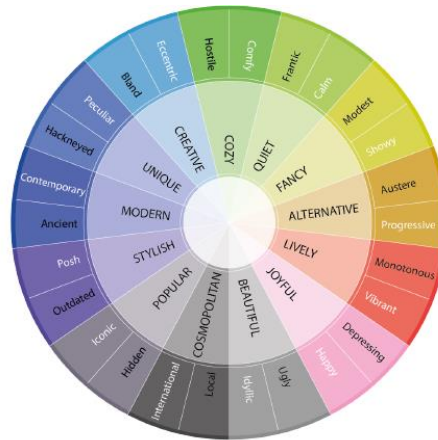 Hostile
Comfy
Frantic
Calm
Modest
Showy
Austere
Progressive
Monotonous
Vibrant
Depressing
Happy
Ugly
Idyllic
Local
International
Hidden
Iconic
Outdated
Posh
Ancient
Contemporary
Hackneyed
Peculiar
Bland
Eccentric
COZY
QUIET
FANCY
ALTERNATIVE
LIVELY
JOYFUL
BEAUTIFUL
COSMOPOLITAN
POPULAR
STYLISH
MODERN
UNIQUE
CREATIVE